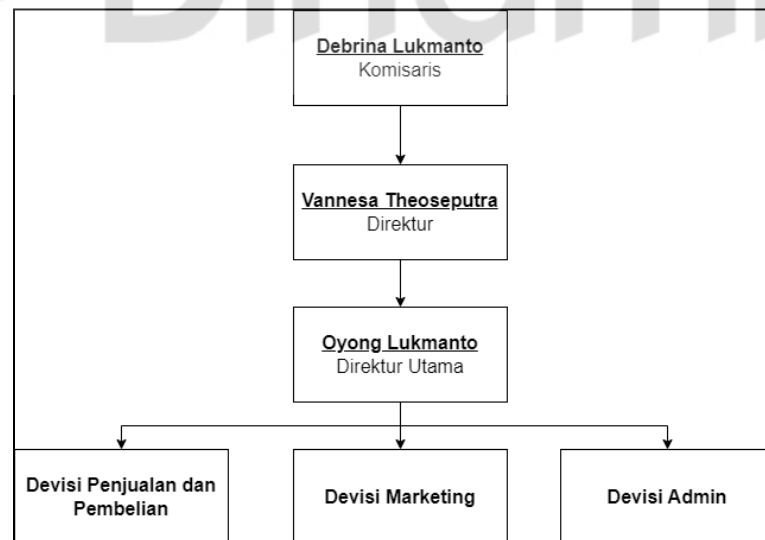 Debrina Lukmanto
Komisaris
Vannesa Theoseputra
Direktur
Oyong Lukmanto
Direktur Utama
Devisi Penjualan dan
Pembelian
Devisi Marketing
Devisi Admin